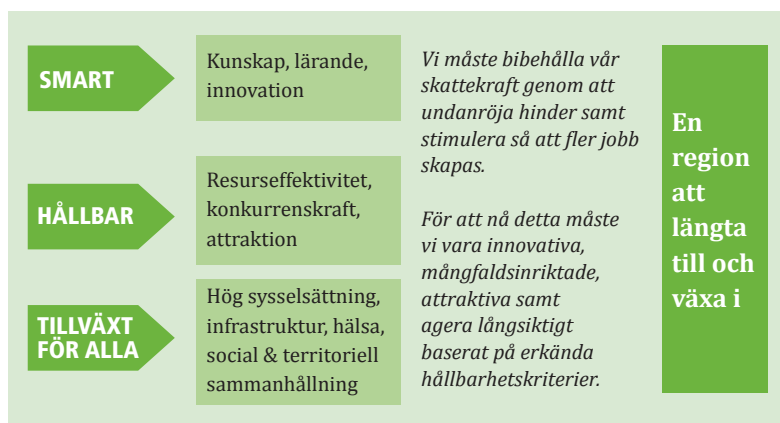 SMART
Kunskap, lärande,
innovation
HÅLLBAR
Resurseffektivitet,
konkurrenskraft,
attraktion
TILLVÄXT
FÖR ALLA
Hög sysselsättning,
infrastruktur, hälsa,
social & territoriell
sammanhållning
Vi måste bibehålla vår
skattekraft genom att
undanröja hinder samt
stimulera så att fler jobb
skapas.
För att nå detta måste
vi vara innovativa,
mångfaldsinriktade,
attraktiva samt
agera långsiktigt
baserat på erkända
hållbarhetskriterier.
En
region
att
längta
till och
växa i